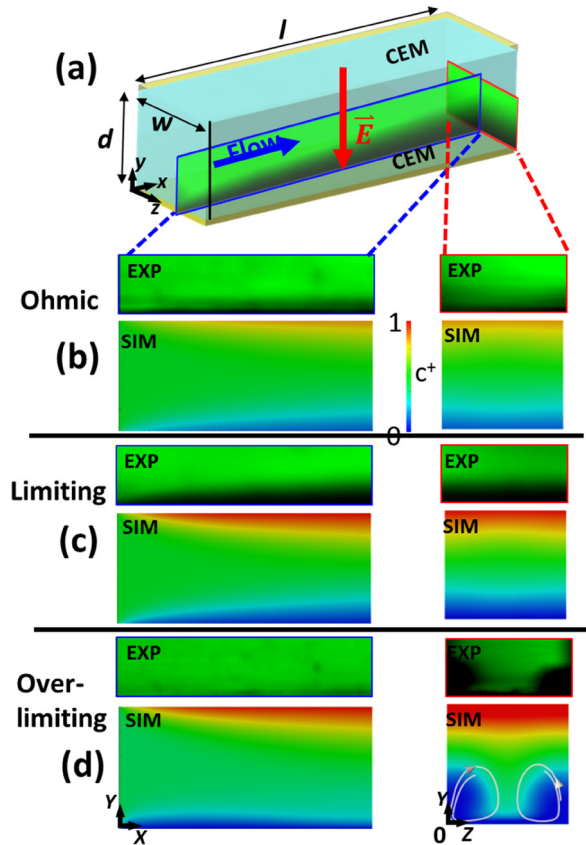 (a)
l
CEM
w
d
Flow
E
CEM
y
x
z
EXP
EXP
Ohmic
SIM
1
SIM
(b)
C+
0
EXP
EXP
Limiting
SIM
SIM
(c)
EXP
EXP
Over-
limiting
SIM
SIM
(d)
Y
X
Y
0
Z